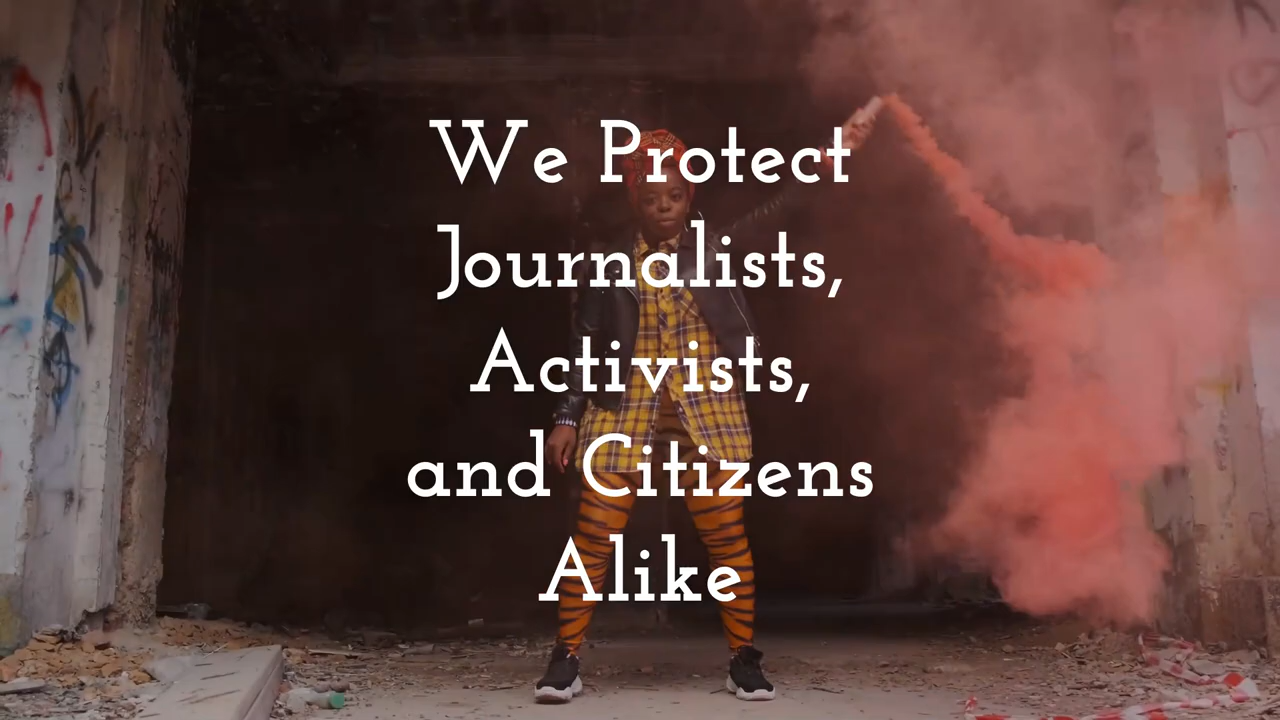 We Protect
Journalists,
Activists,
and Citizens
Alike